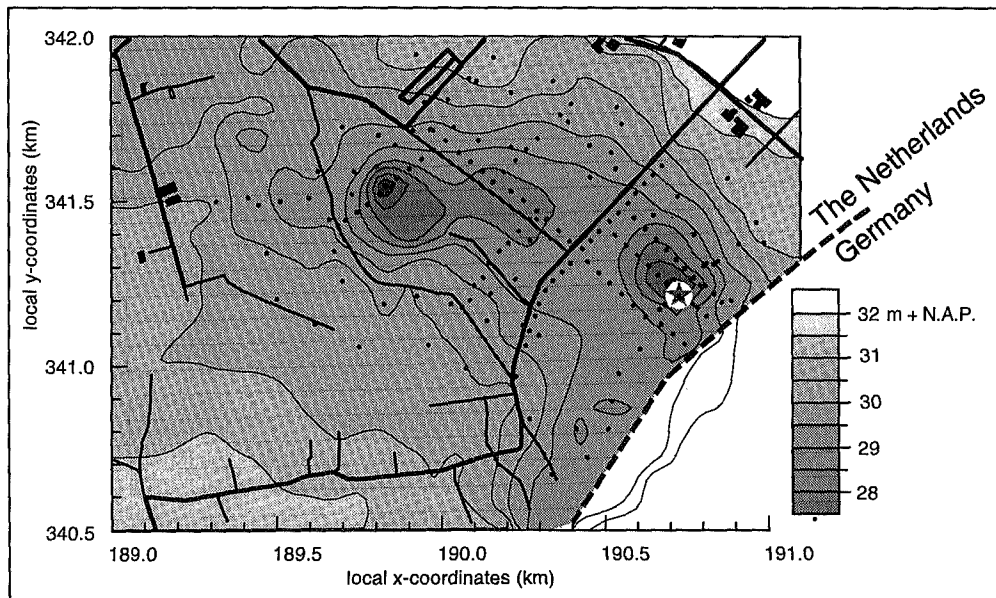 342.0
341.5
341.0
340.5
local y-coordinates (km)
189.0
189.5
190.0
190.5
191.0
local x-coordinates (km)
The Netherlands
Germany
32 m + N.A.P.
31
30
29
28